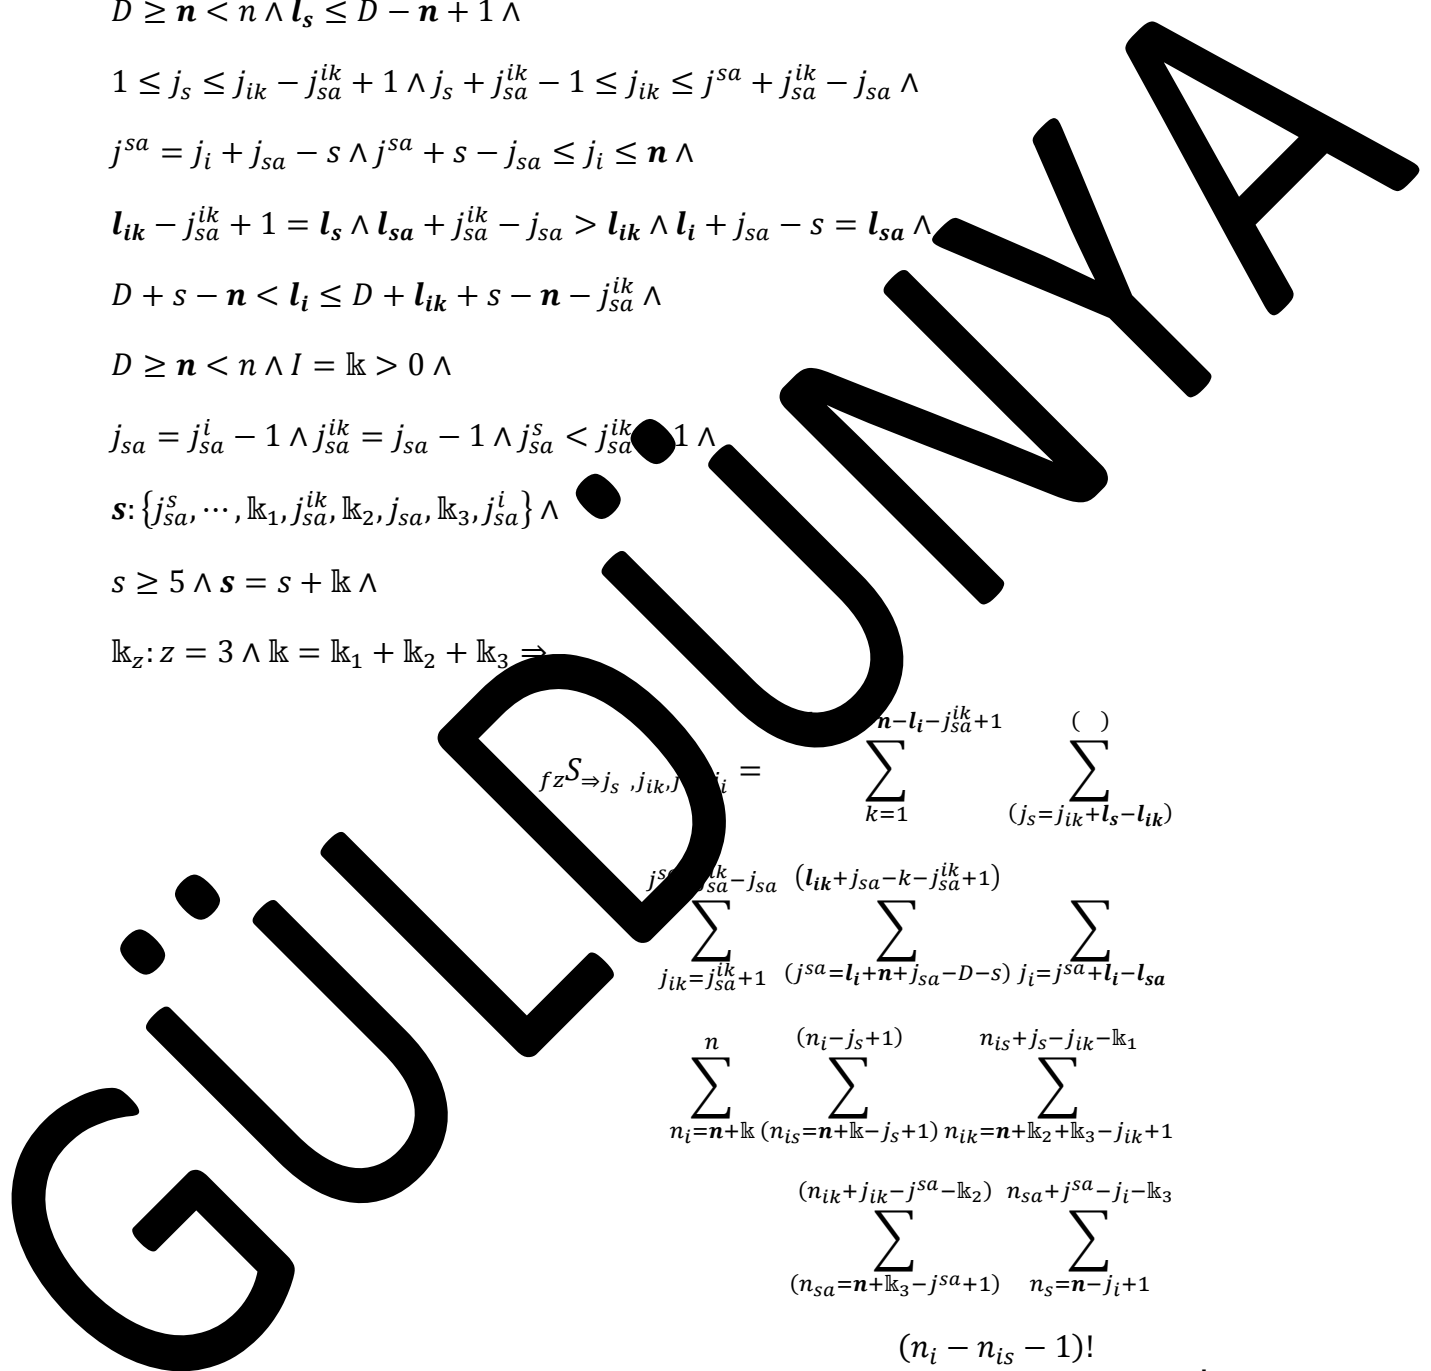 D ≥ 𝒏 < n ∧ 𝒍ₛ ≤ D − 𝒏 + 1 ∧
1 ≤ j_s ≤ j_{ik} − j_{sa}^{ik} + 1 ∧ j_s + j_{sa}^{ik} − 1 ≤ j_{ik} ≤ j^{sa} + j_{sa}^{ik} − j_{sa} ∧
j^{sa} = j_i + j_{sa} − s ∧ j^{sa} + s − j_{sa} ≤ j_i ≤ 𝒏 ∧
𝒍_{ik} − j_{sa}^{ik} + 1 = 𝒍_s ∧ 𝒍_{sa} + j_{sa}^{ik} − j_{sa} > 𝒍_{ik} ∧ 𝒍_i + j_{sa} − s = 𝒍_{sa} ∧
D + s − 𝒏 < 𝒍_i ≤ D + 𝒍_{ik} + s − 𝒏 − j_{sa}^{ik} ∧
D ≥ 𝒏 < n ∧ I = 𝕜 > 0 ∧
j_{sa} = j_{sa}^{i} − 1 ∧ j_{sa}^{ik} = j_{sa} − 1 ∧ j_{sa}^{s} < j_{sa}^{ik} 1 ∧
𝒔: {j_{sa}^{s}, ⋯, 𝕜_1, j_{sa}^{ik}, 𝕜_2, j_{sa}, 𝕜_3, j_{sa}^{i}} ∧
s ≥ 5 ∧ 𝒔 = s + 𝕜 ∧
𝕜_z: z = 3 ∧ 𝕜 = 𝕜_1 + 𝕜_2 + 𝕜_3 ⇒
𝒏−𝒍_i−j_{sa}^{ik}+1 ( )
_{fz}S_{⇒j_s ,j_{ik},j i} = ∑ ∑
k=1 (j_s=j_{ik}+𝒍_s−𝒍_{ik})
j^{sa} j_{sa}^{ik}−j_{sa} (𝒍_{ik}+j_{sa}−k−j_{sa}^{ik}+1)
∑ ∑ ∑
j_{ik}=j_{sa}^{ik}+1 (j^{sa}=𝒍_i+𝒏+j_{sa}−D−s) j_i=j^{sa}+𝒍_i−𝒍_{sa}
n (n_i−j_s+1) n_{is}+j_s−j_{ik}−𝕜_1
∑ ∑ ∑
n_i=𝒏+𝕜 (n_{is}=𝒏+𝕜−j_s+1) n_{ik}=𝒏+𝕜_2+𝕜_3−j_{ik}+1
(n_{ik}+j_{ik}−j^{sa}−𝕜_2) n_{sa}+j^{sa}−j_i−𝕜_3
∑ ∑
(n_{sa}=𝒏+𝕜_3−j^{sa}+1) n_s=𝒏−j_i+1
(n_i − n_{is} − 1)!
GÜLDÜNYA